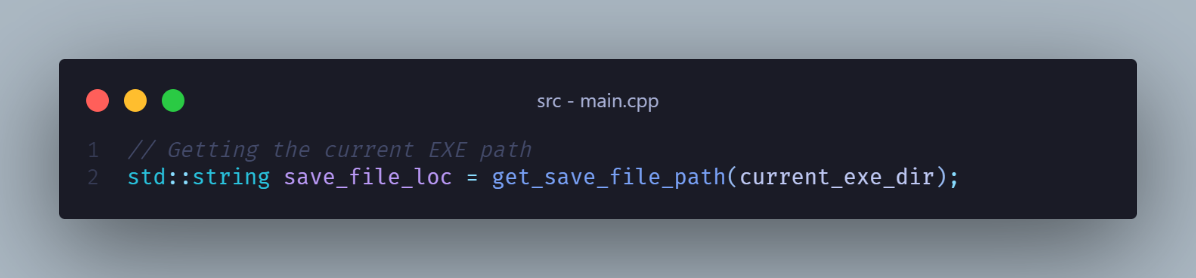 src - main.cpp
1 // Getting the current EXE path
2 std::string save_file_loc = get_save_file_path(current_exe_dir);